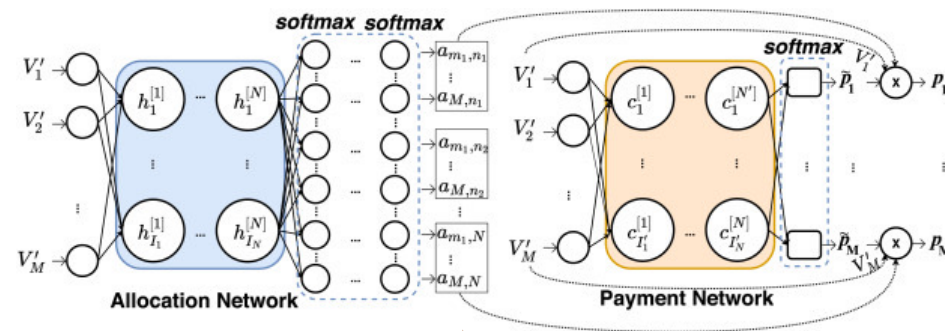 softmax softmax
V'_1
V'_2
⋮
V'_M
h_1^{[1]} ... h_1^{[N]}
⋮ ⋮
h_{I_1}^{[1]} ... h_{I_N}^{[N]}
...
...
...
...
...
...
a_{m_1,n_1}
⋮
a_{M,n_1}
a_{m_1,n_2}
⋮
a_{M,n_2}
⋮
a_{m_1,N}
⋮
a_{M,N}
Allocation Network
V'_1
V'_2
⋮
V'_M
c_1^{[1]} ... c_1^{[N']}
⋮ ⋮
c_{I'_1}^{[1]} ... c_{I'_N}^{[N]}
softmax
⋮
V'_1
p̃_1 x p_1
⋮ ⋮ ⋮
p̃_M x p_M
V'_M
Payment Network